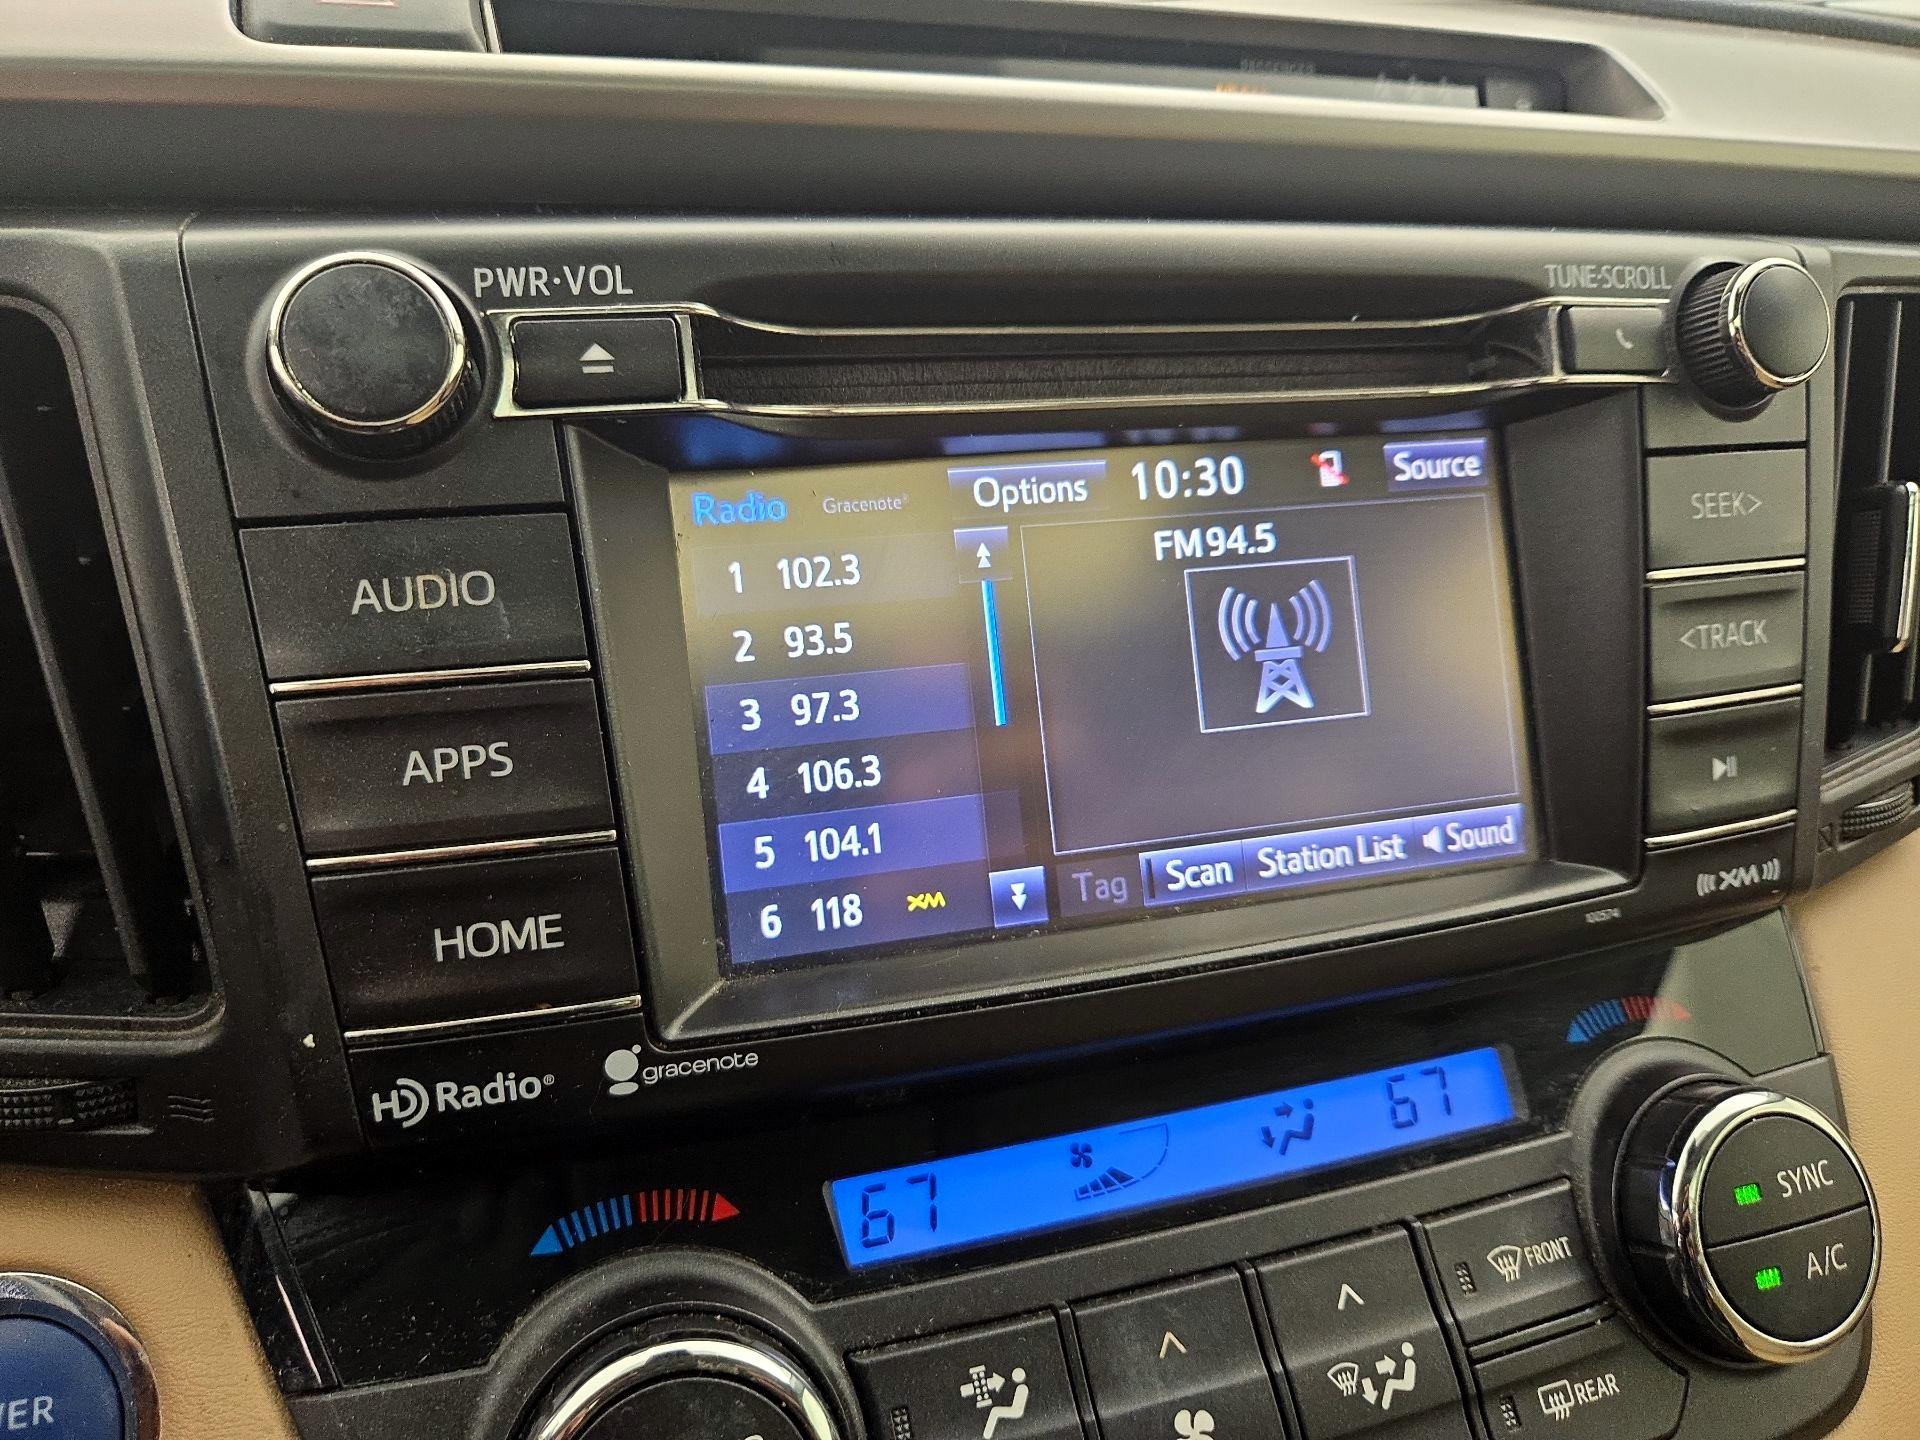 PASSENGER
PWR·VOL
TUNE·SCROLL
Radio
Gracenote®
Options
10:30
Source
FM94.5
1 102.3
2 93.5
3 97.3
4 106.3
5 104.1
6 118 XM
Tag
Scan
Station List
Sound
AUDIO
APPS
HOME
SEEK>
<TRACK
((( XM )))
HD Radio®
gracenote
67
67
SYNC
A/C
FRONT
REAR
WER